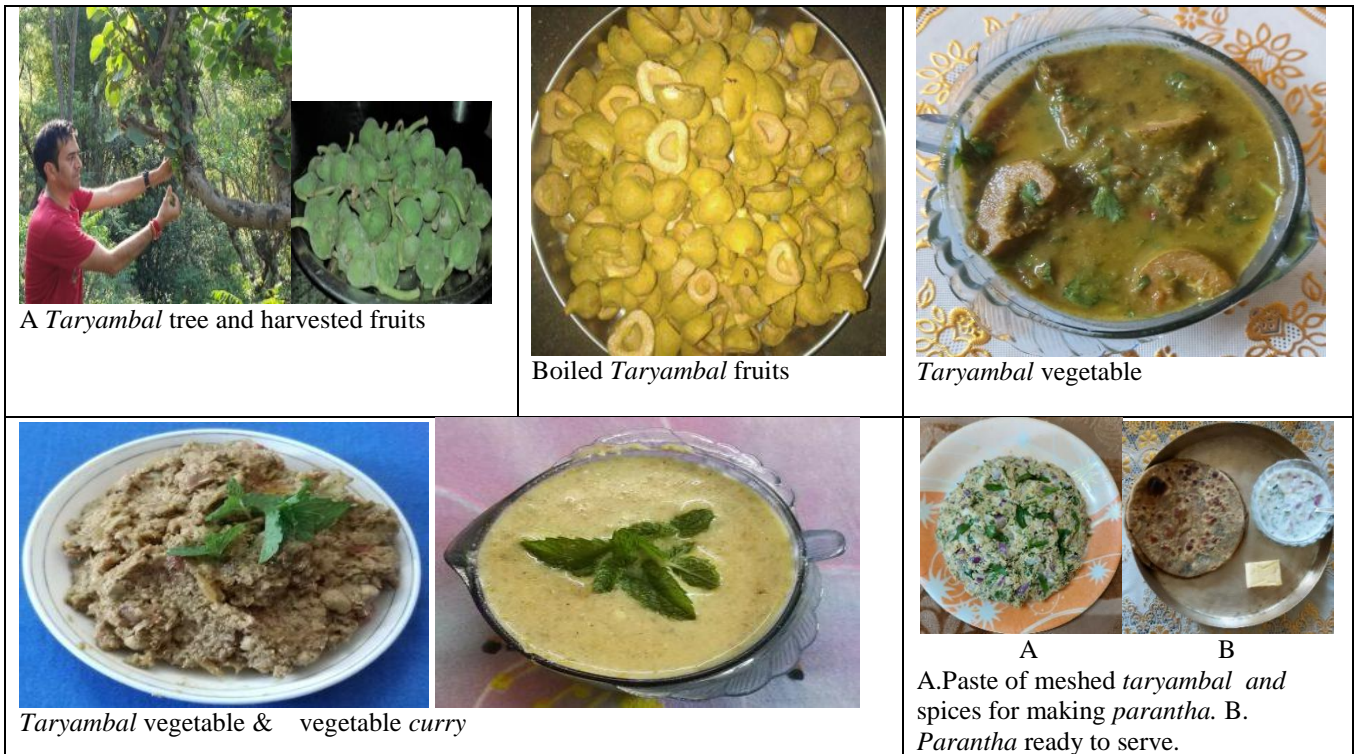 A Taryambal tree and harvested fruits
Boiled Taryambal fruits
Taryambal vegetable
Taryambal vegetable & vegetable curry
A B
A.Paste of meshed taryambal and
spices for making parantha. B.
Parantha ready to serve.